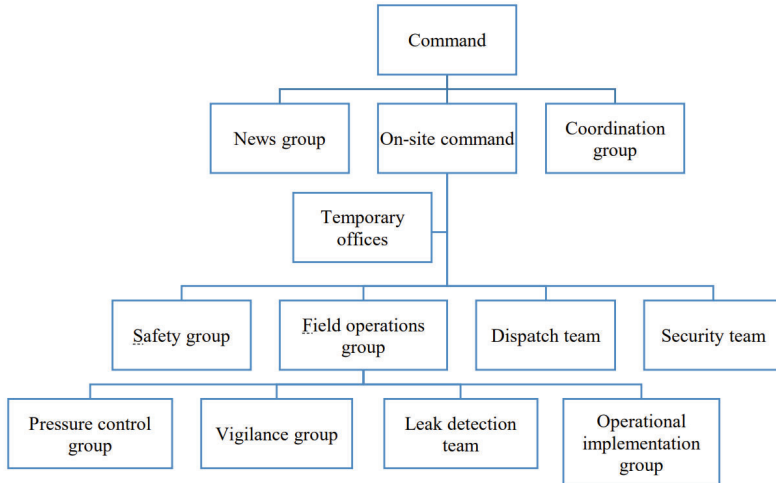 Command
News group
On-site command
Coordination
group
Temporary
offices
Safety group
Field operations
group
Dispatch team
Security team
Pressure control
group
Vigilance group
Leak detection
team
Operational
implementation
group